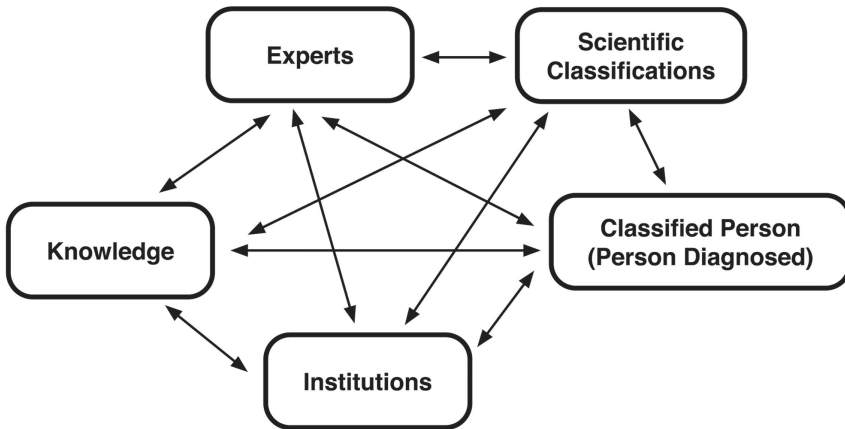 Experts
Scientific
Classifications
Knowledge
Classified Person
(Person Diagnosed)
Institutions